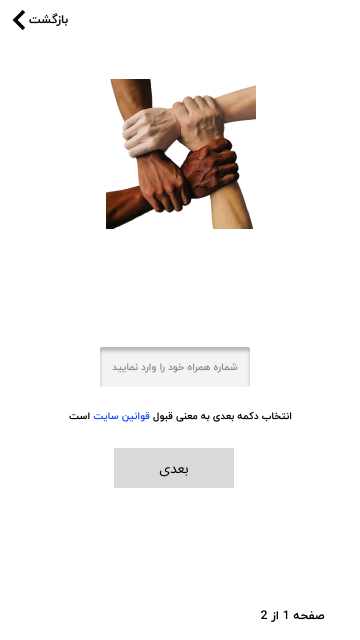 بازگشت
شماره همراه خود را وارد نمایید
انتخاب دکمه بعدی به معنی قبول قوانین سایت است
بعدی
صفحه 1 از 2